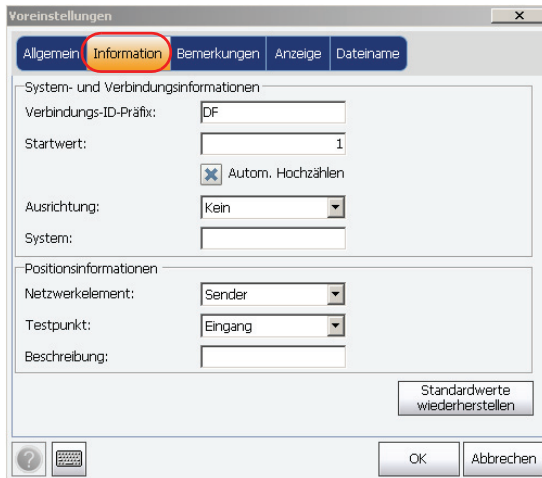 Voreinstellungen
Allgemein Information Bemerkungen Anzeige Dateiname
System- und Verbindungsinformationen
Verbindungs-ID-Präfix: DF
Startwert: 1
Autom. Hochzählen
Ausrichtung: Kein
System:
Positionsinformationen
Netzwerkelement: Sender
Testpunkt: Eingang
Beschreibung:
Standardwerte
wiederherstellen
OK Abbrechen